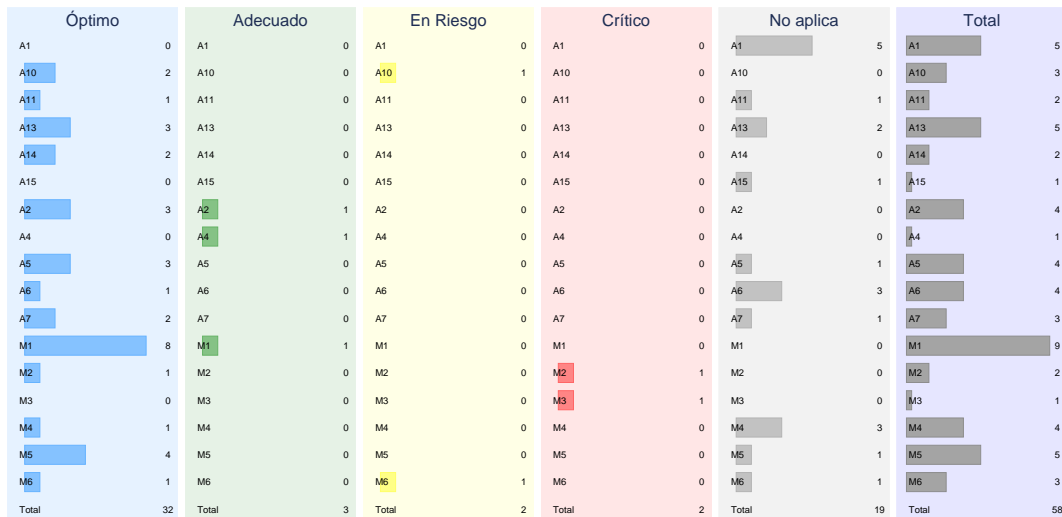 Óptimo Adecuado En Riesgo Crítico No aplica Total
A1 0 A1 0 A1 0 A1 0 A1 5 A1 5
A10 2 A10 0 A10 1 A10 0 A10 0 A10 3
A11 1 A11 0 A11 0 A11 0 A11 1 A11 2
A13 3 A13 0 A13 0 A13 0 A13 2 A13 5
A14 2 A14 0 A14 0 A14 0 A14 0 A14 2
A15 0 A15 0 A15 0 A15 0 A15 1 A15 1
A2 3 A2 1 A2 0 A2 0 A2 0 A2 4
A4 0 A4 1 A4 0 A4 0 A4 0 A4 1
A5 3 A5 0 A5 0 A5 0 A5 1 A5 4
A6 1 A6 0 A6 0 A6 0 A6 3 A6 4
A7 2 A7 0 A7 0 A7 0 A7 1 A7 3
M1 8 M1 1 M1 0 M1 0 M1 0 M1 9
M2 1 M2 0 M2 0 M2 1 M2 0 M2 2
M3 0 M3 0 M3 0 M3 1 M3 0 M3 1
M4 1 M4 0 M4 0 M4 0 M4 3 M4 4
M5 4 M5 0 M5 0 M5 0 M5 1 M5 5
M6 1 M6 0 M6 1 M6 0 M6 1 M6 3
Total 32 Total 3 Total 2 Total 2 Total 19 Total 58